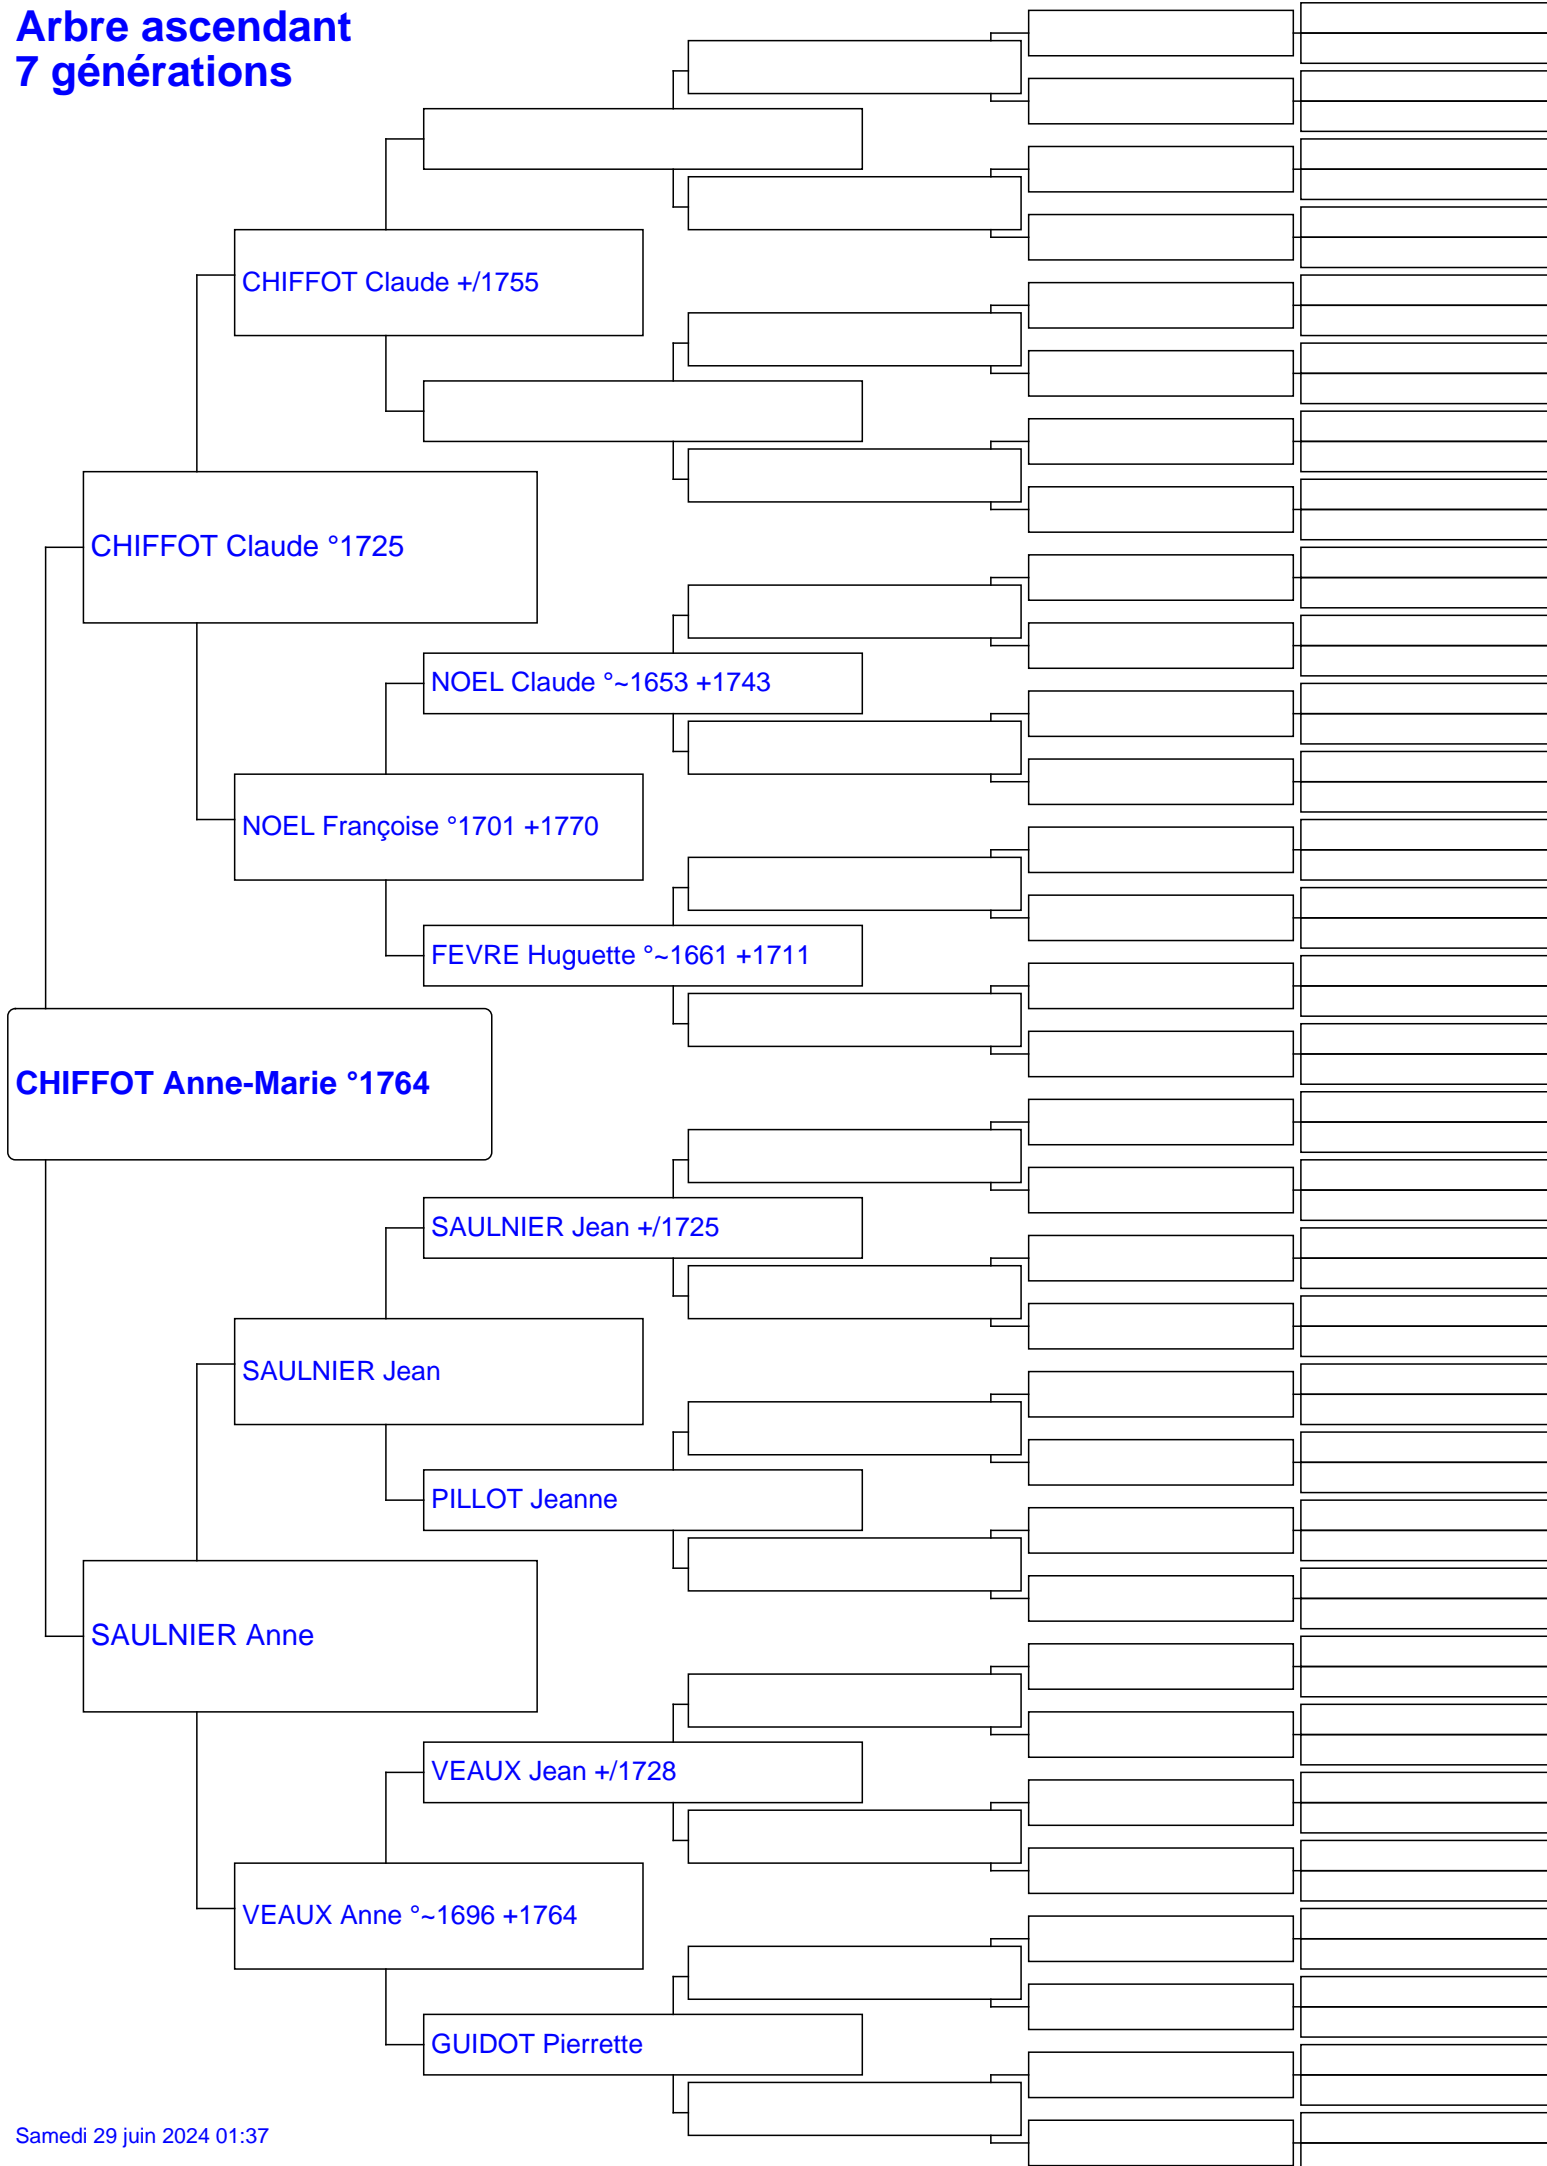 Arbre ascendant
7 générations
CHIFFOT Claude +/1755
CHIFFOT Claude °1725
NOEL Claude °~1653 +1743
NOEL Françoise °1701 +1770
FEVRE Huguette °~1661 +1711
CHIFFOT Anne-Marie °1764
SAULNIER Jean +/1725
SAULNIER Jean
PILLOT Jeanne
SAULNIER Anne
VEAUX Jean +/1728
VEAUX Anne °~1696 +1764
GUIDOT Pierrette
Samedi 29 juin 2024 01:37